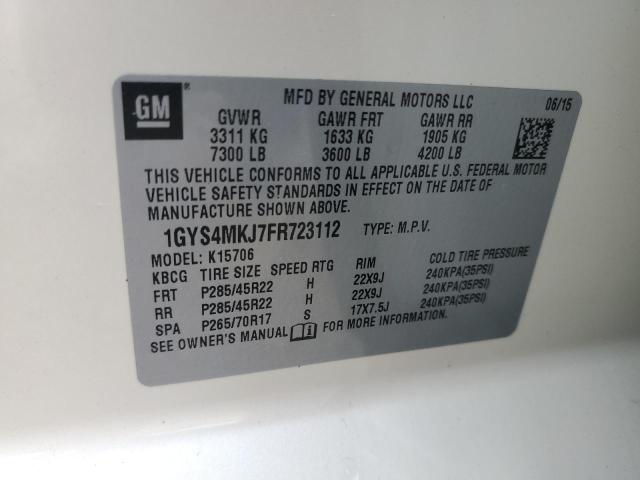 GM
MFD BY GENERAL MOTORS LLC 06/15
GVWR GAWR FRT GAWR RR
3311 KG 1633 KG 1905 KG
7300 LB 3600 LB 4200 LB
THIS VEHICLE CONFORMS TO ALL APPLICABLE U.S. FEDERAL MOTOR
VEHICLE SAFETY STANDARDS IN EFFECT ON THE DATE OF
MANUFACTURE SHOWN ABOVE.
1GYS4MKJ7FR723112 TYPE: M.P.V.
MODEL: K15706
KBCG TIRE SIZE SPEED RTG RIM COLD TIRE PRESSURE
FRT P285/45R22 H 22X9J 240KPA(35PSI)
RR P285/45R22 H 22X9J 240KPA(35PSI)
SPA P265/70R17 S 17X7.5J 240KPA(35PSI)
SEE OWNER'S MANUAL FOR MORE INFORMATION.